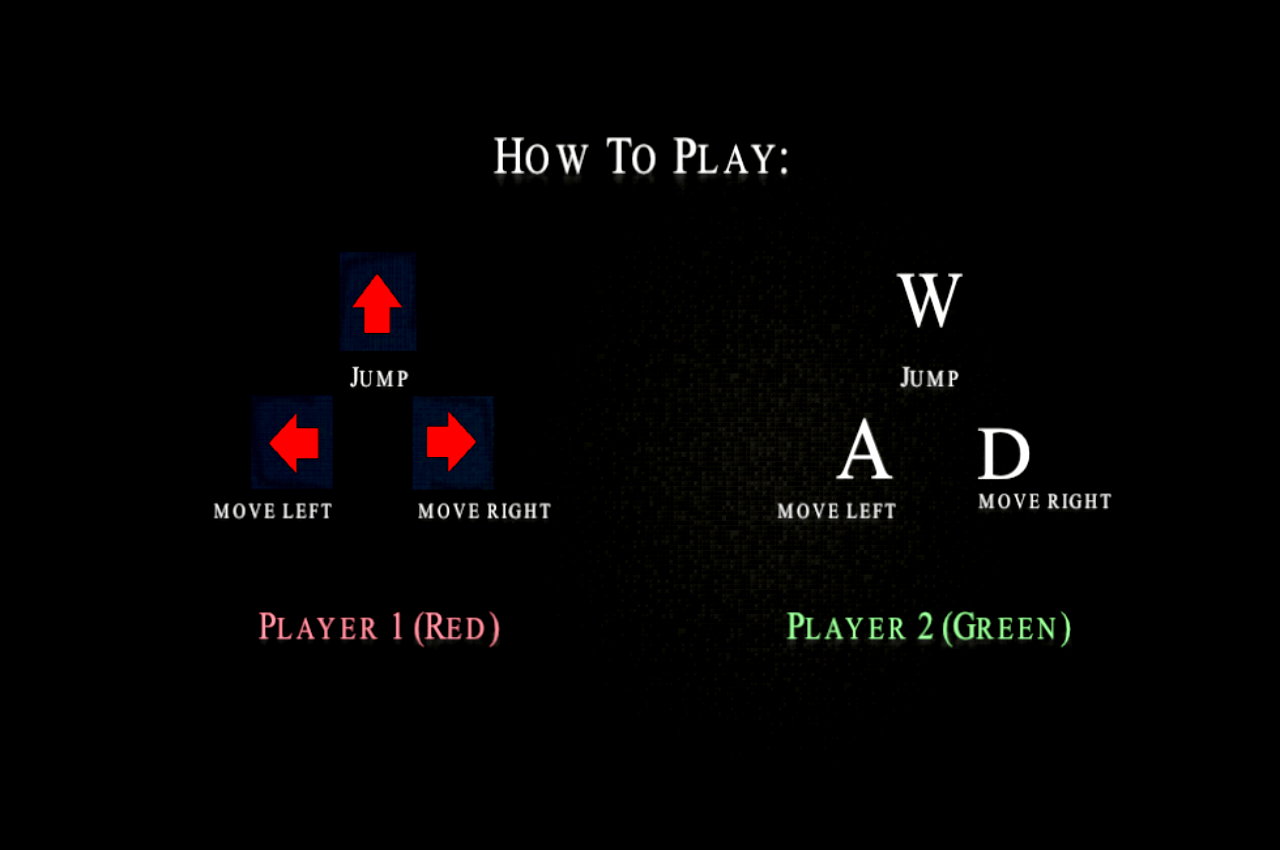 How To Play:
W
Jump
Jump
A
D
MOVE LEFT
MOVE RIGHT
MOVE LEFT
MOVE RIGHT
Player 1 (Red)
Player 2 (Green)